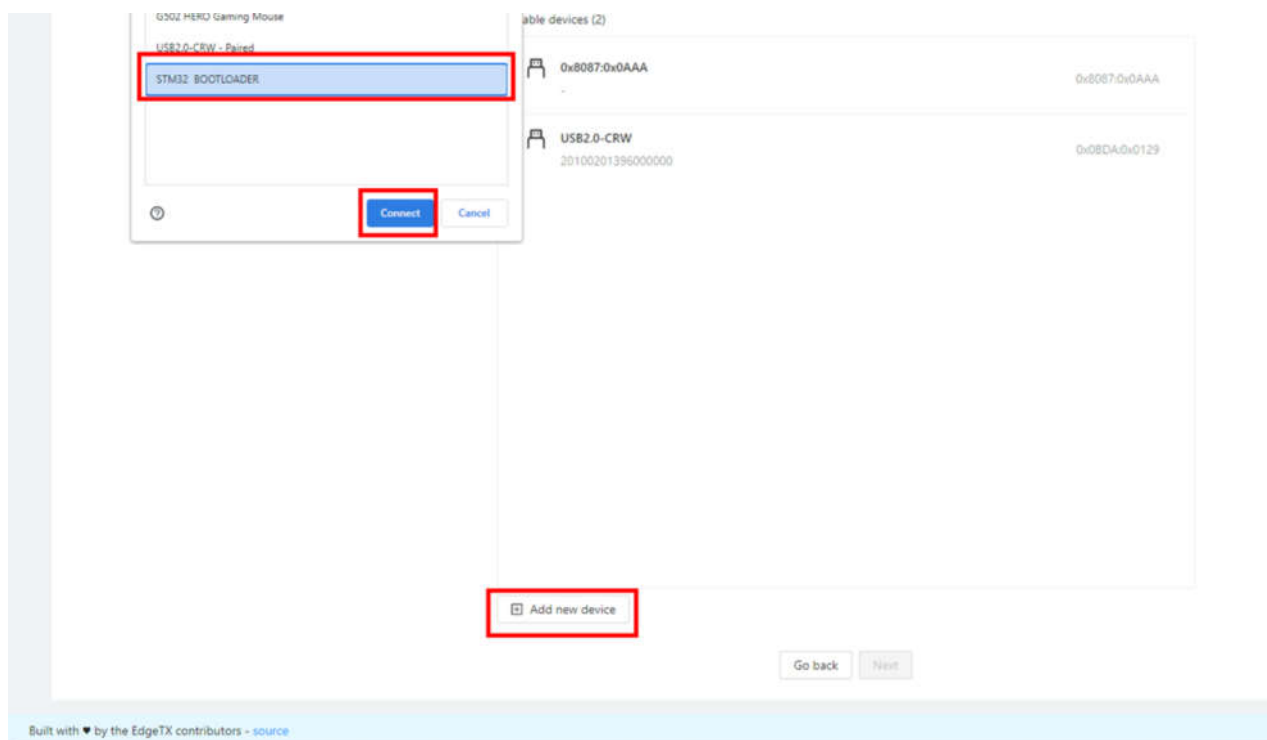 G502 HERO Gaming Mouse
USB2.0-CRW - Paired
STM32 BOOTLOADER
Connect
Cancel
able devices (2)
0x8087:0x0AAA
-
0x8087:0x0AAA
USB2.0-CRW
20100201396000000
0x0BDA:0x0129
Add new device
Go back
Next
Built with ♥ by the EdgeTX contributors - source